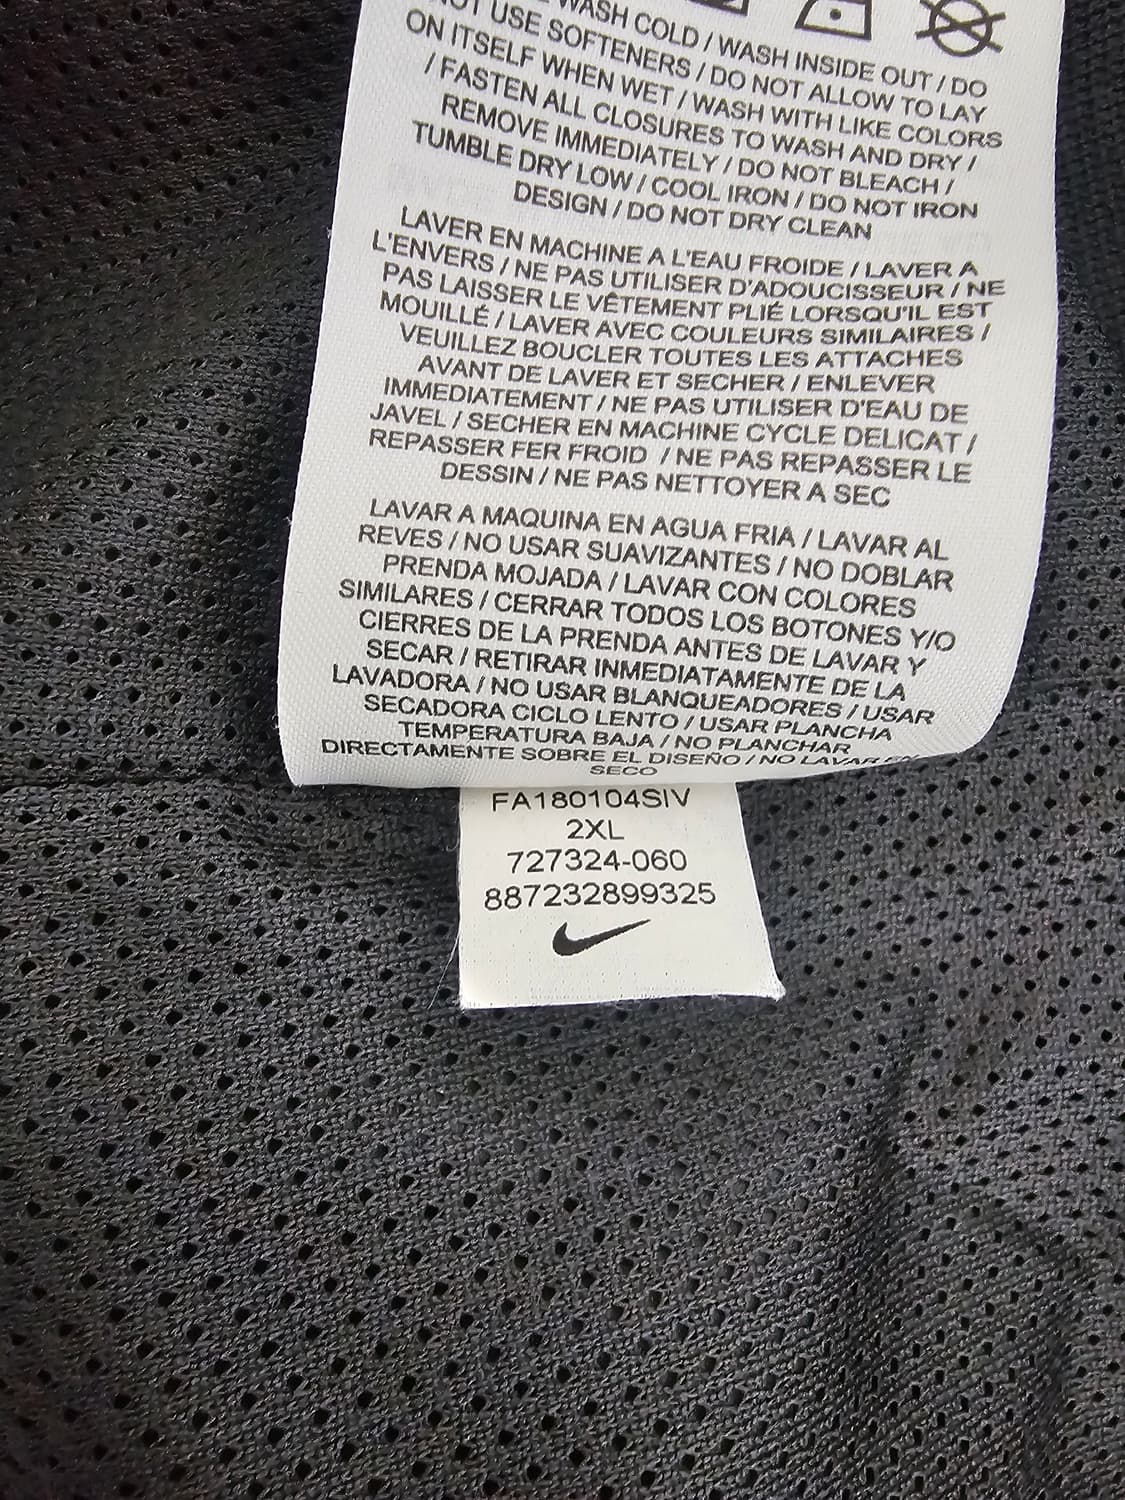 WASH COLD / WASH INSIDE OUT / DO
NOT USE SOFTENERS / DO NOT ALLOW TO LAY
ON ITSELF WHEN WET / WASH WITH LIKE COLORS
/ FASTEN ALL CLOSURES TO WASH AND DRY /
REMOVE IMMEDIATELY / DO NOT BLEACH /
TUMBLE DRY LOW / COOL IRON / DO NOT IRON
DESIGN / DO NOT DRY CLEAN
LAVER EN MACHINE A L'EAU FROIDE / LAVER A
L'ENVERS / NE PAS UTILISER D'ADOUCISSEUR / NE
PAS LAISSER LE VÊTEMENT PLIÉ LORSQU'IL EST
MOUILLÉ / LAVER AVEC COULEURS SIMILAIRES /
VEUILLEZ BOUCLER TOUTES LES ATTACHES
AVANT DE LAVER ET SECHER / ENLEVER
IMMEDIATEMENT / NE PAS UTILISER D'EAU DE
JAVEL / SECHER EN MACHINE CYCLE DELICAT /
REPASSER FER FROID / NE PAS REPASSER LE
DESSIN / NE PAS NETTOYER A SEC
LAVAR A MAQUINA EN AGUA FRIA / LAVAR AL
REVES / NO USAR SUAVIZANTES / NO DOBLAR
PRENDA MOJADA / LAVAR CON COLORES
SIMILARES / CERRAR TODOS LOS BOTONES Y/O
CIERRES DE LA PRENDA ANTES DE LAVAR Y
SECAR / RETIRAR INMEDIATAMENTE DE LA
LAVADORA / NO USAR BLANQUEADORES / USAR
SECADORA CICLO LENTO / USAR PLANCHA
TEMPERATURA BAJA / NO PLANCHAR
DIRECTAMENTE SOBRE EL DISEÑO / NO LAVAR EN
SECO
FA180104SIV
2XL
727324-060
887232899325